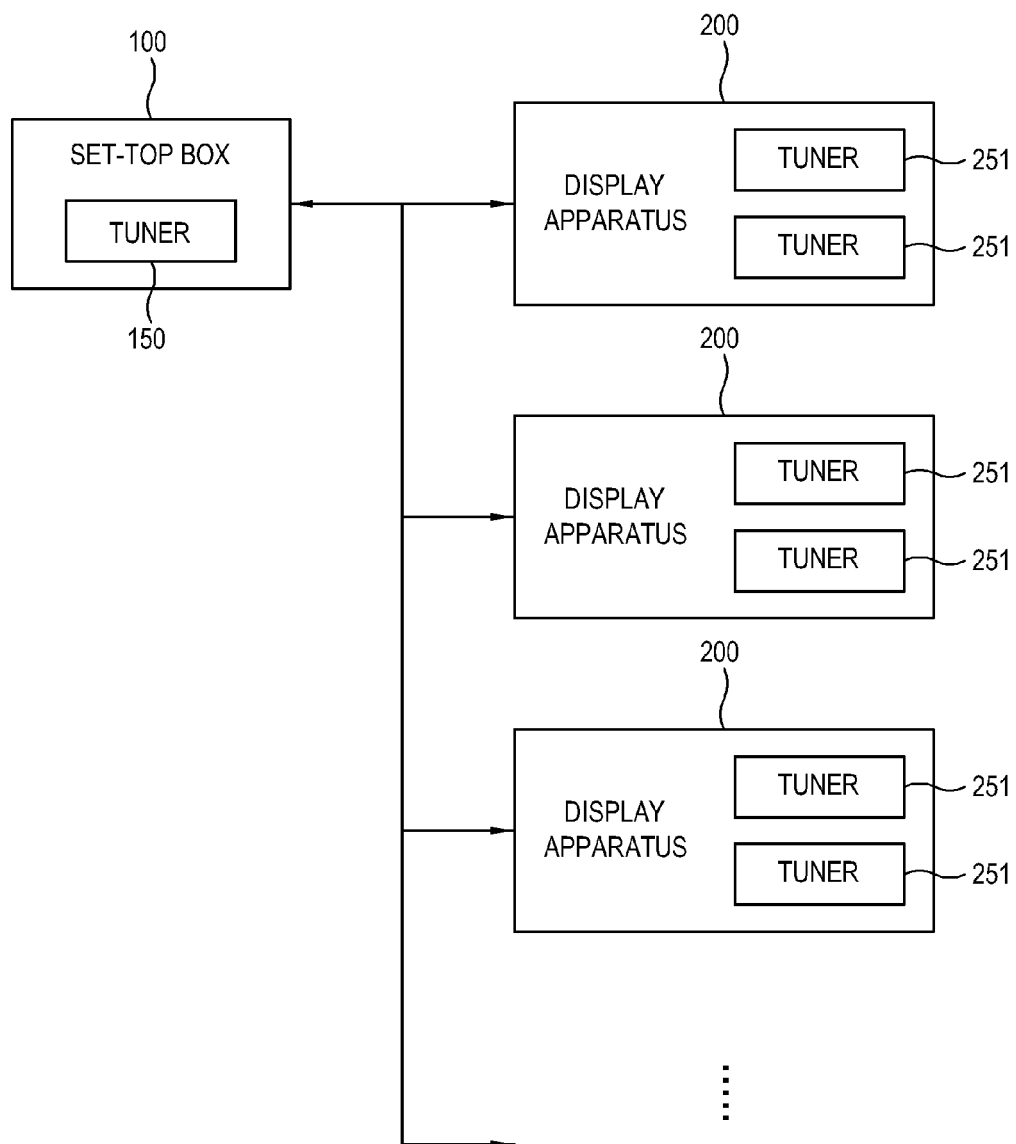 100
SET-TOP BOX
TUNER
150
200
DISPLAY
APPARATUS
TUNER
251
TUNER
251
200
DISPLAY
APPARATUS
TUNER
251
TUNER
251
200
DISPLAY
APPARATUS
TUNER
251
TUNER
251